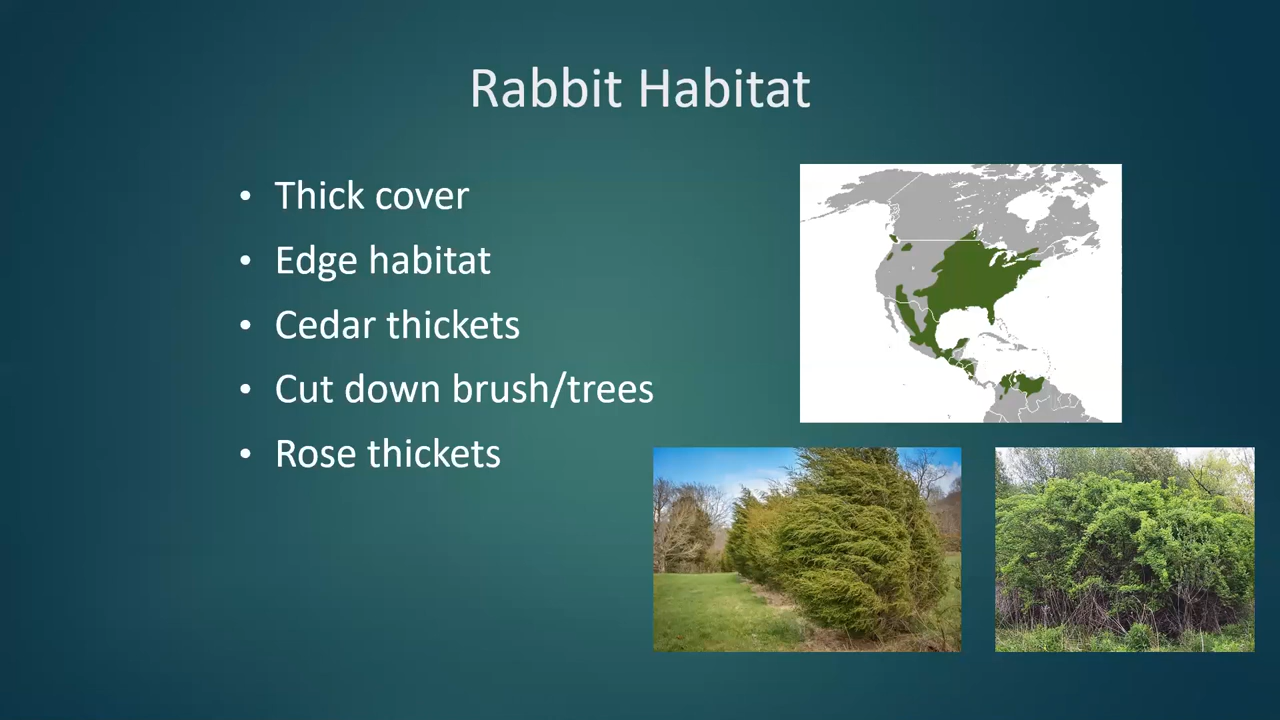 Rabbit Habitat
• Thick cover
• Edge habitat
• Cedar thickets
• Cut down brush/trees
• Rose thickets